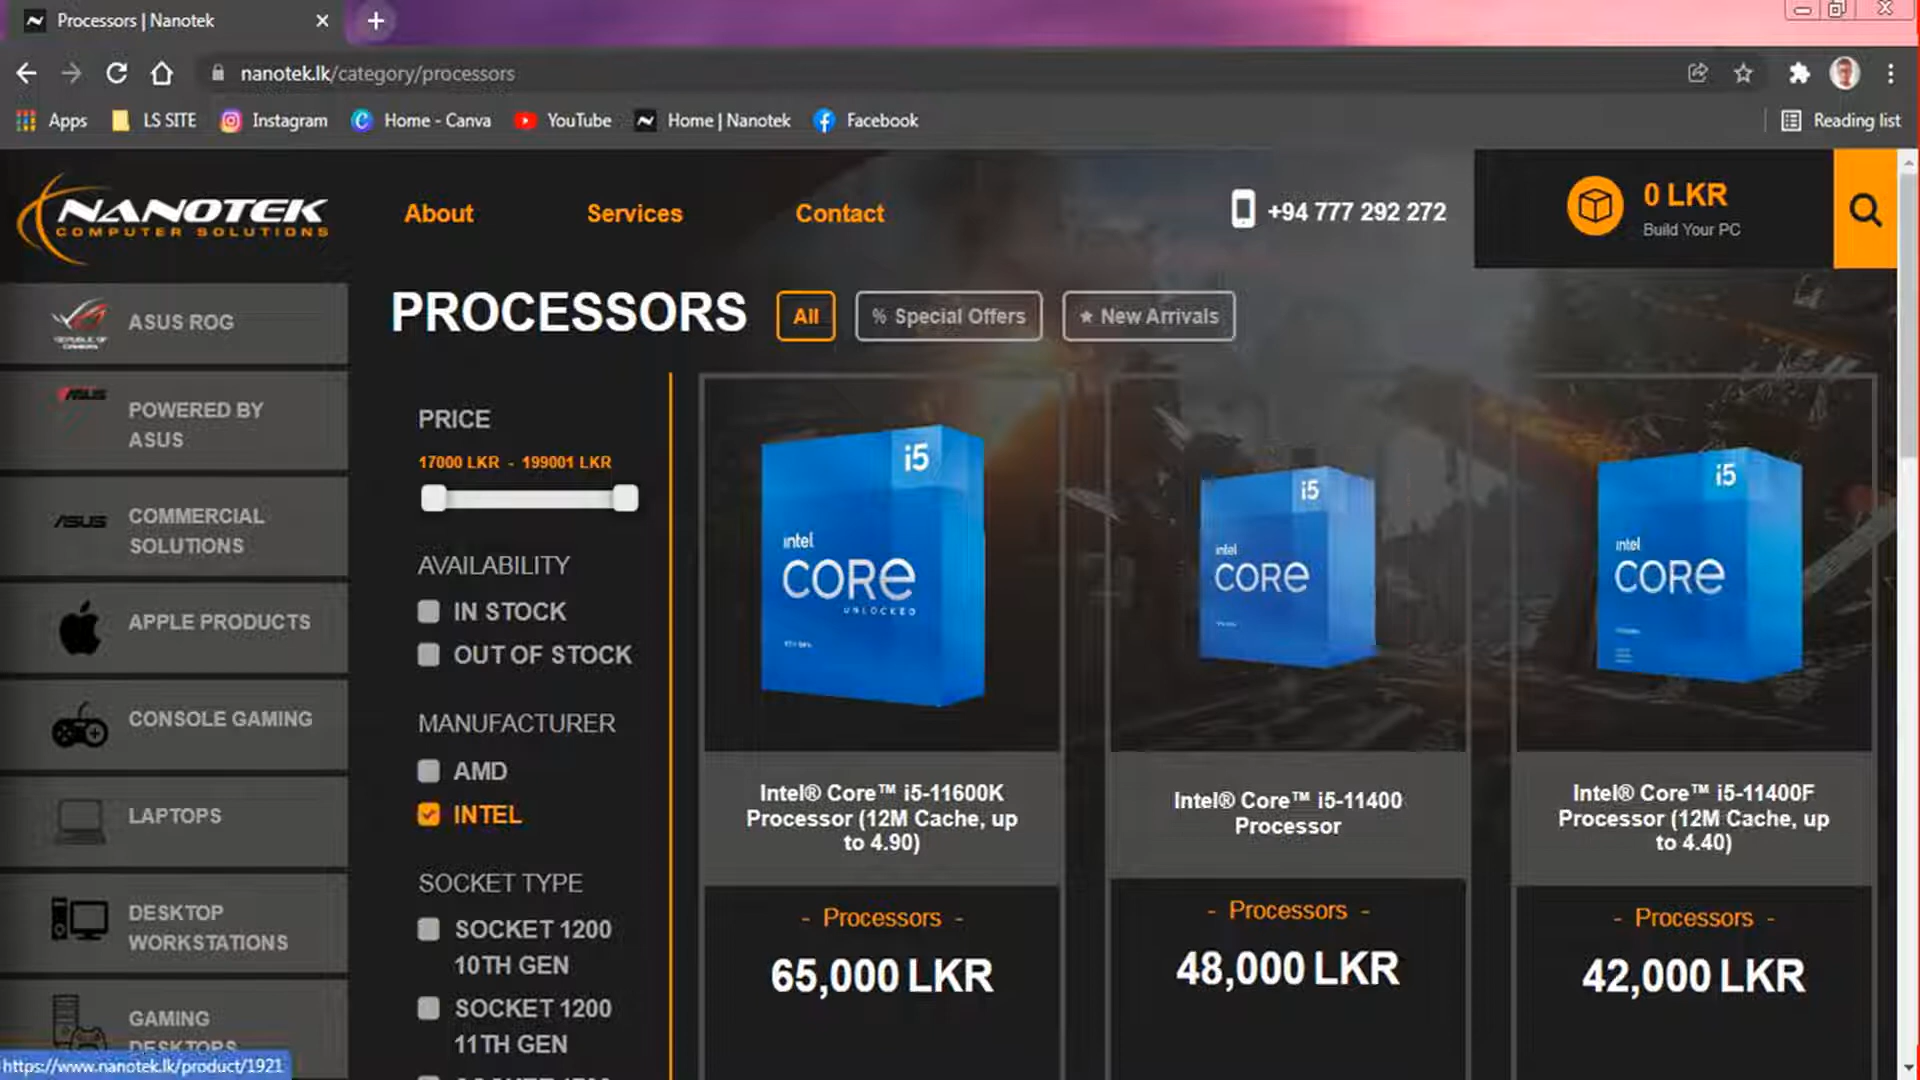 Processors | Nanotek
nanotek.lk/category/processors
Apps
LS SITE
Instagram
Home - Canva
YouTube
Home | Nanotek
Facebook
Reading list
NANOTEK
COMPUTER SOLUTIONS
About
Services
Contact
+94 777 292 272
0 LKR
Build Your PC
ASUS ROG
POWERED BY
ASUS
COMMERCIAL
SOLUTIONS
APPLE PRODUCTS
CONSOLE GAMING
LAPTOPS
DESKTOP
WORKSTATIONS
GAMING
DESKTOPS
https://www.nanotek.lk/product/1921
PROCESSORS
All
% Special Offers
New Arrivals
PRICE
17000 LKR - 199001 LKR
AVAILABILITY
IN STOCK
OUT OF STOCK
MANUFACTURER
AMD
INTEL
SOCKET TYPE
SOCKET 1200
10TH GEN
SOCKET 1200
11TH GEN
i5
intel
CORE
UNLOCKED
Intel® Core™ i5-11600K
Processor (12M Cache, up
to 4.90)
- Processors -
65,000 LKR
i5
intel
CORE
Intel® Core™ i5-11400
Processor
- Processors -
48,000 LKR
i5
intel
CORE
Intel® Core™ i5-11400F
Processor (12M Cache, up
to 4.40)
- Processors -
42,000 LKR